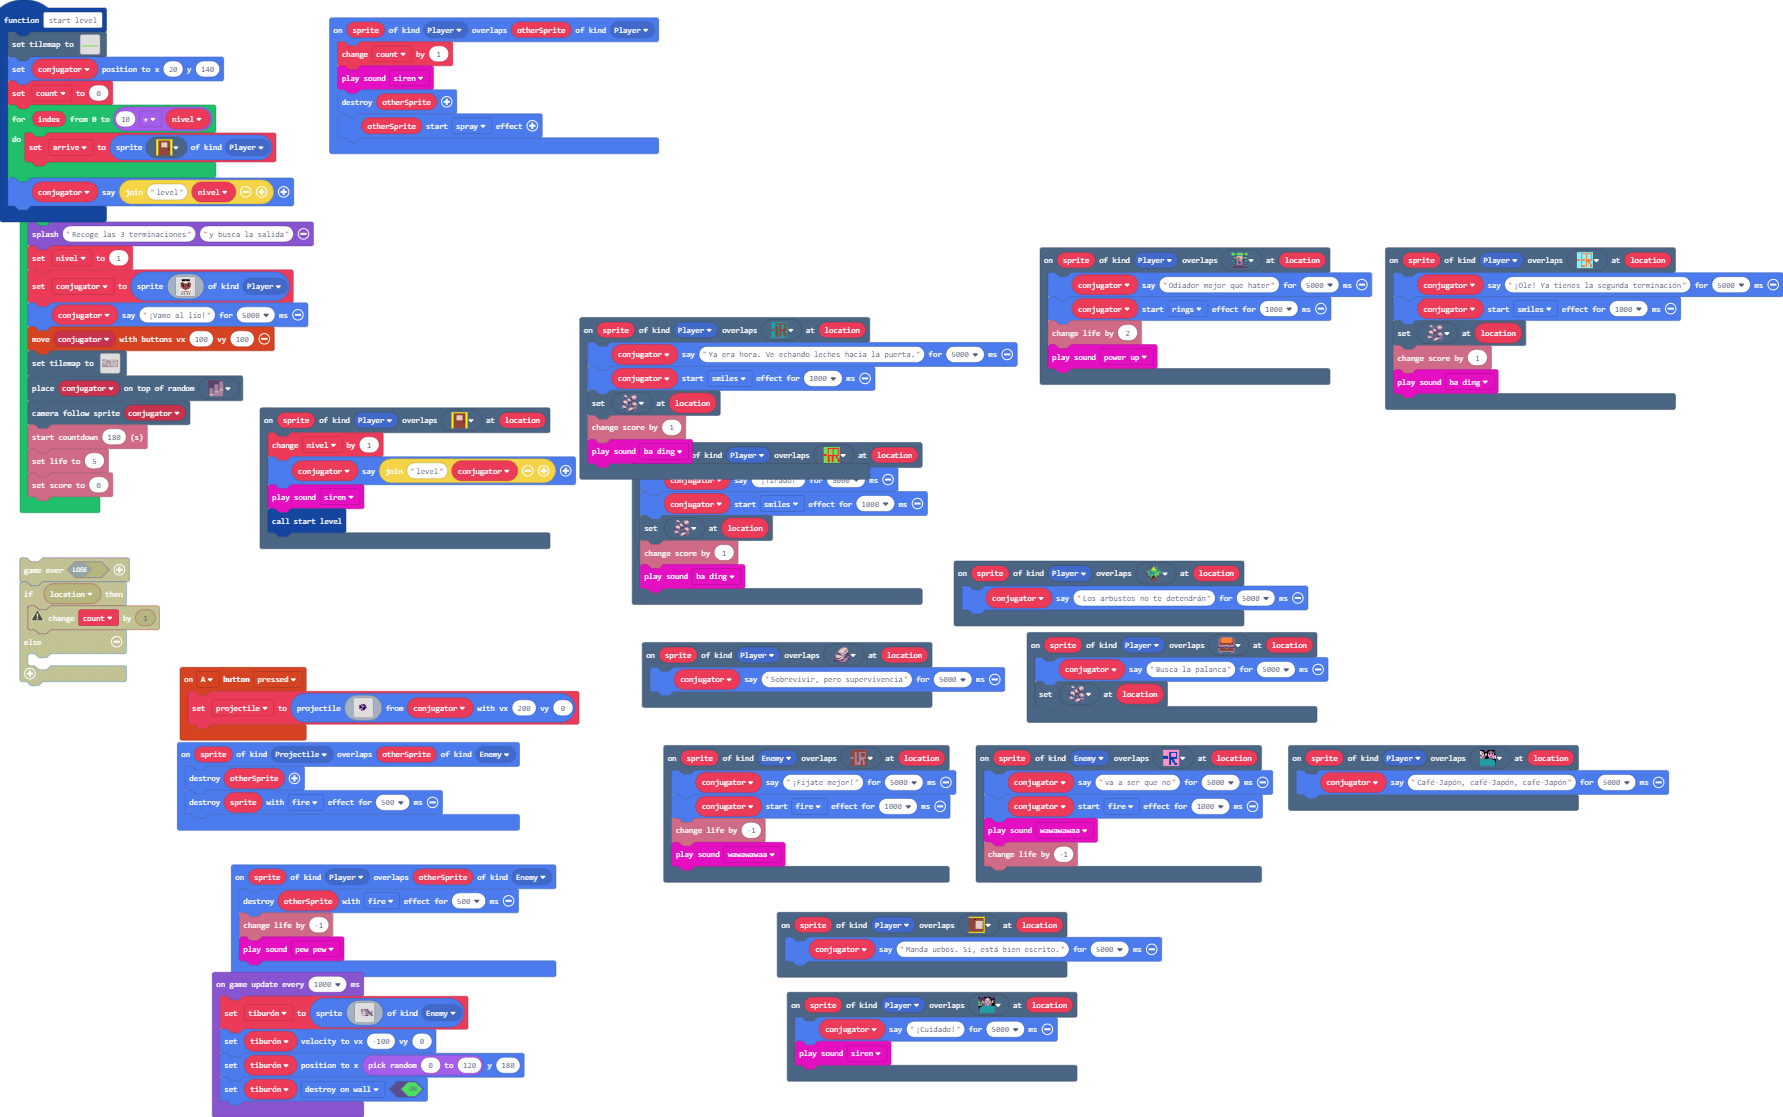 function start level
set tilemap to
set conjugator position to x 20 y 140
set count to 0
for index from 0 to 10 + nivel
do
set arrive to sprite of kind Player
conjugator say join "level" nivel
splash "Recoge las 3 terminaciones" "y busca la salida"
set nivel to 1
set conjugator to sprite of kind Player
conjugator say "¡Vamo al lío!" for 5000 ms
move conjugator with buttons vx 100 vy 100
set tilemap to
place conjugator on top of random
camera follow sprite conjugator
start countdown 180 (s)
set life to 5
set score to 0
game over LOSE
if location then
change count by 1
else
on sprite of kind Player overlaps otherSprite of kind Player
change count by 1
play sound siren
destroy otherSprite
otherSprite start spray effect
on sprite of kind Player overlaps at location
change nivel by 1
conjugator say join "level" conjugator
play sound siren
call start level
on sprite of kind Player overlaps at location
conjugator say "Ya era hora. Ve echando leches hacia la puerta." for 5000 ms
conjugator start smiles effect for 1000 ms
set at location
change score by 1
play sound ba ding
of kind Player overlaps at location
conjugator say "¡Tirado!" for 5000 ms
conjugator start smiles effect for 1000 ms
set at location
change score by 1
play sound ba ding
on sprite of kind Player overlaps at location
conjugator say "Odiador mejor que hater" for 5000 ms
conjugator start rings effect for 1000 ms
change life by 2
play sound power up
on sprite of kind Player overlaps at location
conjugator say "¡Ole! Ya tienes la segunda terminación" for 5000 ms
conjugator start smiles effect for 1000 ms
set at location
change score by 1
play sound ba ding
on sprite of kind Player overlaps at location
conjugator say "Los arbustos no te detendrán" for 5000 ms
on sprite of kind Player overlaps at location
conjugator say "Sobrevivir, pero supervivencia" for 5000 ms
on sprite of kind Player overlaps at location
conjugator say "Busca la palanca" for 5000 ms
set at location
on A button pressed
set projectile to projectile from conjugator with vx 200 vy 0
on sprite of kind Projectile overlaps otherSprite of kind Enemy
destroy otherSprite
destroy sprite with fire effect for 500 ms
on sprite of kind Enemy overlaps at location
conjugator say "¡Fíjate mejor!" for 5000 ms
conjugator start fire effect for 1000 ms
change life by -1
play sound wawawawaa
on sprite of kind Enemy overlaps at location
conjugator say "va a ser que no" for 5000 ms
conjugator start fire effect for 1000 ms
play sound wawawawaa
change life by -1
on sprite of kind Player overlaps at location
conjugator say "Café-Japón, café-Japón, cafe-Japón" for 5000 ms
on sprite of kind Player overlaps otherSprite of kind Enemy
destroy otherSprite with fire effect for 500 ms
change life by -1
play sound pew pew
on game update every 1000 ms
set tiburón to sprite of kind Enemy
set tiburón velocity to vx -100 vy 0
set tiburón position to x pick random 0 to 120 y 180
set tiburón destroy on wall ON
on sprite of kind Player overlaps at location
conjugator say "Manda uebos. Sí, está bien escrito." for 5000 ms
on sprite of kind Player overlaps at location
conjugator say "¡Cuidado!" for 5000 ms
play sound siren